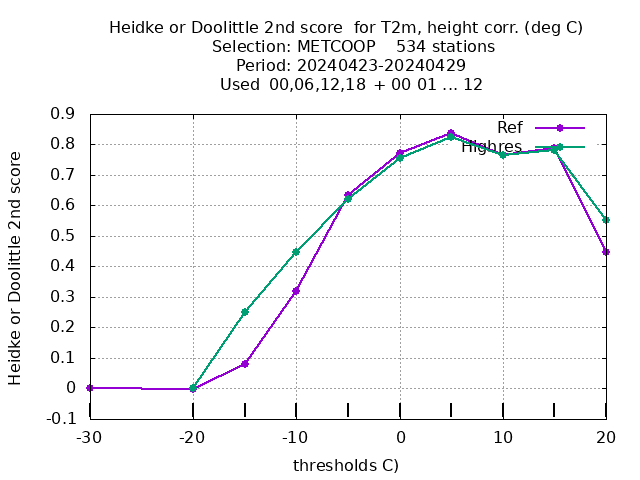 Heidke or Doolittle 2nd score  for T2m, height corr. (deg C)
Selection: METCOOP    534 stations
Period: 20240423-20240429
Used  00,06,12,18  + 00 01 ... 12
Ref
Highres
Heidke or Doolittle 2nd score
0.9
0.8
0.7
0.6
0.5
0.4
0.3
0.2
0.1
0
-0.1
-30 -20 -10 0 10 20
thresholds C)